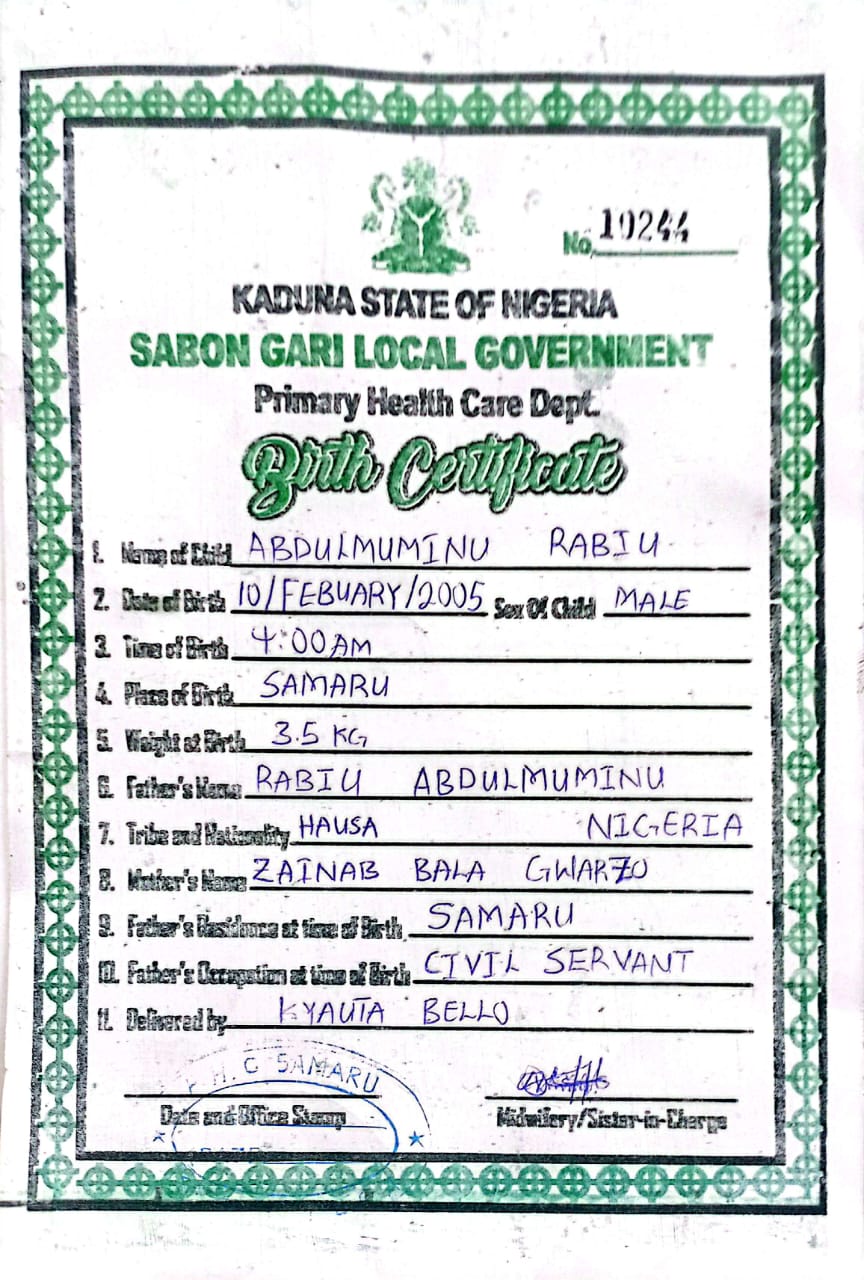 No. 10244
KADUNA STATE OF NIGERIA
SABON GARI LOCAL GOVERNMENT
Primary Health Care Dept.
Birth Certificate
1. Name of Child ABDULMUMINU RABIU
2. Date of Birth 10/FEBUARY/2005 Sex Of Child MALE
3. Time of Birth 4:00AM
4. Place of Birth SAMARU
5. Weight at Birth 3.5 KG
6. Father's Name RABIU ABDULMUMINU
7. Tribe and Nationality HAUSA NIGERIA
8. Mother's Name ZAINAB BALA GWARZO
9. Father's Residence at time of Birth SAMARU
10. Father's Occupation at time of Birth CIVIL SERVANT
11. Delivered by KYAUTA BELLO
H. C SAMARU
Date and Office Stamp
Midwifery/Sister-in-Charge